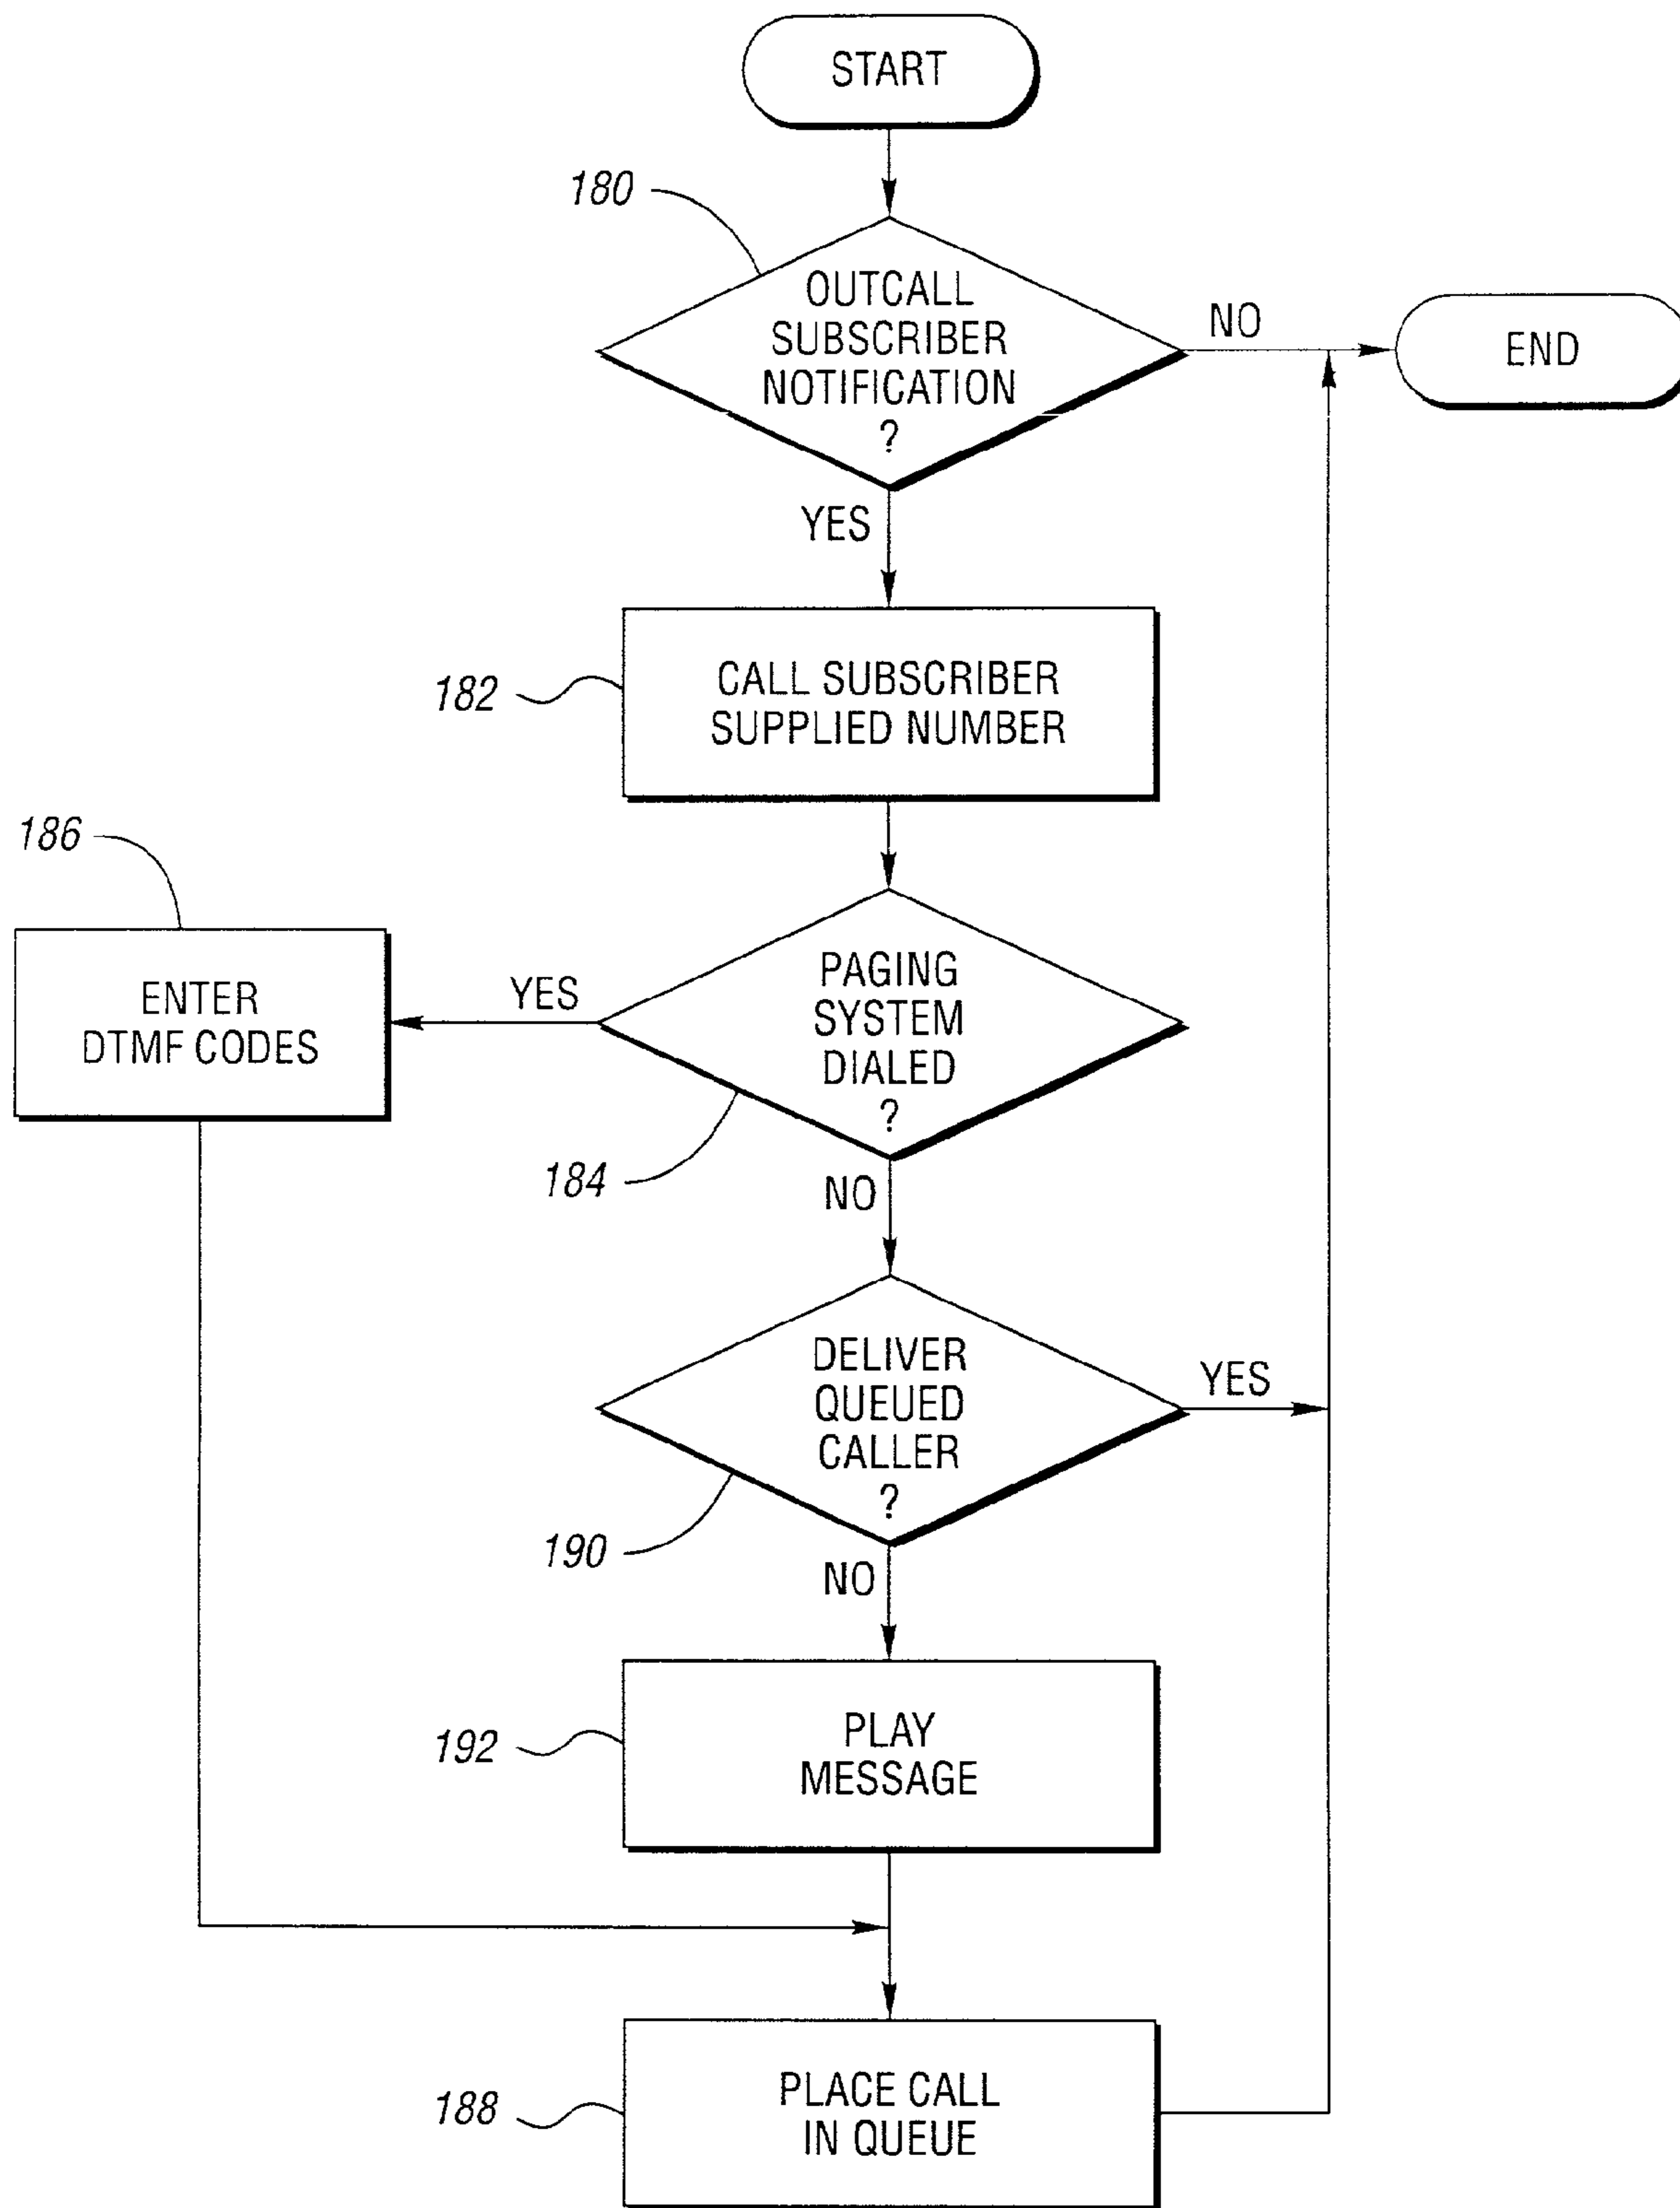 START
180
OUTCALL
SUBSCRIBER
NOTIFICATION
?
NO
END
YES
182
CALL SUBSCRIBER
SUPPLIED NUMBER
186
ENTER
DTMF CODES
YES
PAGING
SYSTEM
DIALED
?
184
NO
DELIVER
QUEUED
CALLER
?
YES
190
NO
192
PLAY
MESSAGE
188
PLACE CALL
IN QUEUE